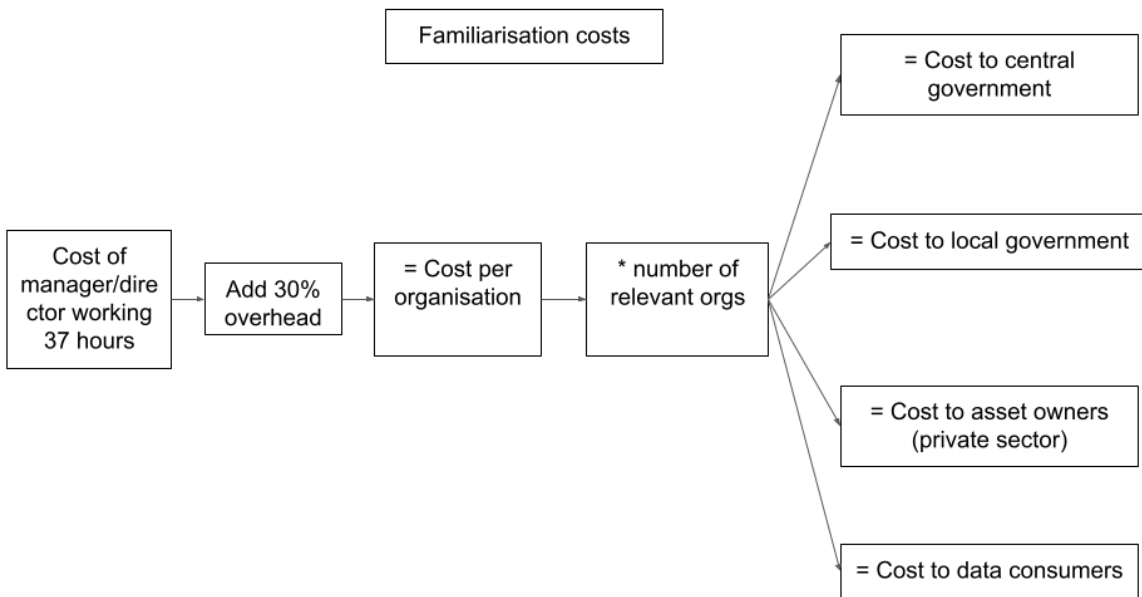 Familiarisation costs
= Cost to central
government
= Cost to local government
Cost of
manager/dire
ctor working
37 hours
Add 30%
overhead
= Cost per
organisation
* number of
relevant orgs
= Cost to asset owners
(private sector)
= Cost to data consumers